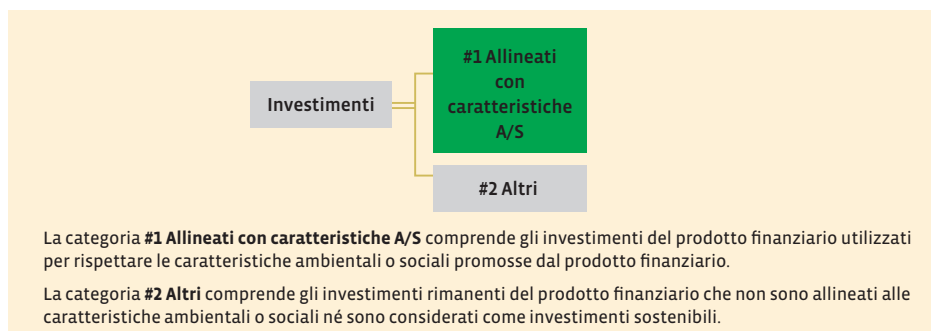 #1 Allineati
con
caratteristiche
A/S
Investimenti
#2 Altri
La categoria #1 Allineati con caratteristiche A/S comprende gli investimenti del prodotto finanziario utilizzati
per rispettare le caratteristiche ambientali o sociali promosse dal prodotto finanziario.
La categoria #2 Altri comprende gli investimenti rimanenti del prodotto finanziario che non sono allineati alle
caratteristiche ambientali o sociali né sono considerati come investimenti sostenibili.